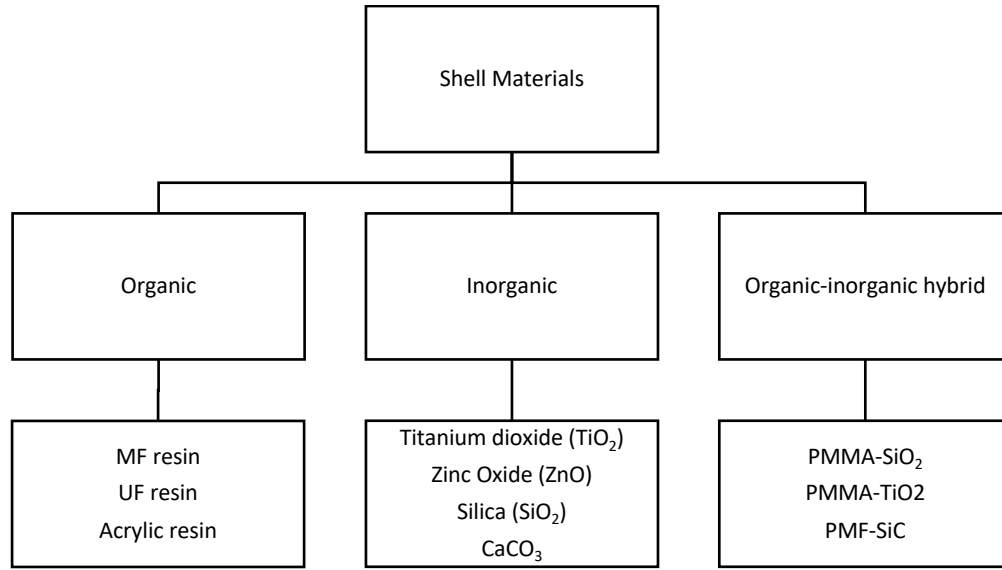 Shell Materials
Organic
Inorganic
Organic-inorganic hybrid
MF resin
UF resin
Acrylic resin
Titanium dioxide (TiO₂)
Zinc Oxide (ZnO)
Silica (SiO₂)
CaCO₃
PMMA-SiO₂
PMMA-TiO2
PMF-SiC